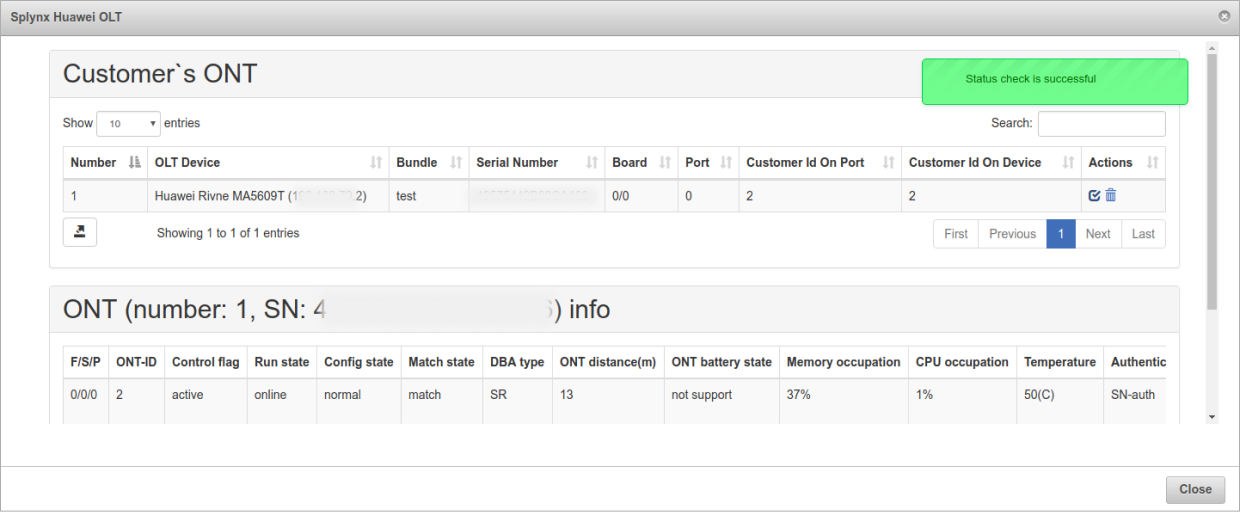 Splynx Huawei OLT
Customer`s ONT
Status check is successful
Show 10 entries
Search:
Number OLT Device Bundle Serial Number Board Port Customer Id On Port Customer Id On Device Actions
1 Huawei Rivne MA5609T ( 2) test 0/0 0 2 2
Showing 1 to 1 of 1 entries
First Previous 1 Next Last
ONT (number: 1, SN: 4 ) info
F/S/P ONT-ID Control flag Run state Config state Match state DBA type ONT distance(m) ONT battery state Memory occupation CPU occupation Temperature Authentic
0/0/0 2 active online normal match SR 13 not support 37% 1% 50(C) SN-auth
Close